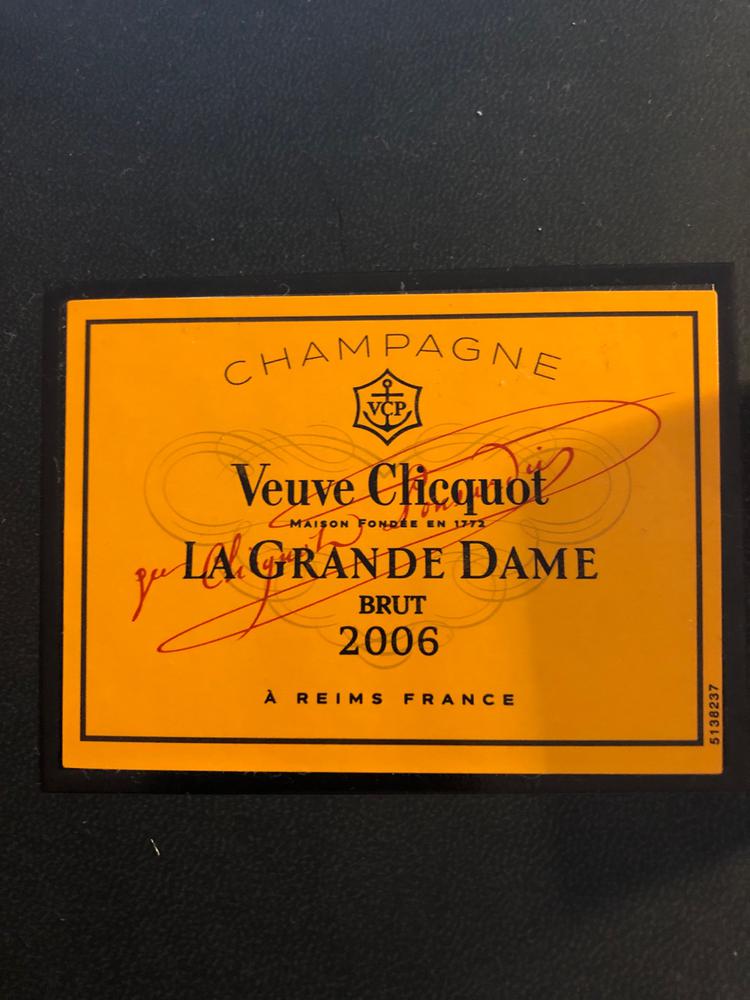 CHAMPAGNE
VCP
Veuve Clicquot
MAISON FONDÉE EN 1772
LA GRANDE DAME
BRUT
2006
À REIMS FRANCE
5138237